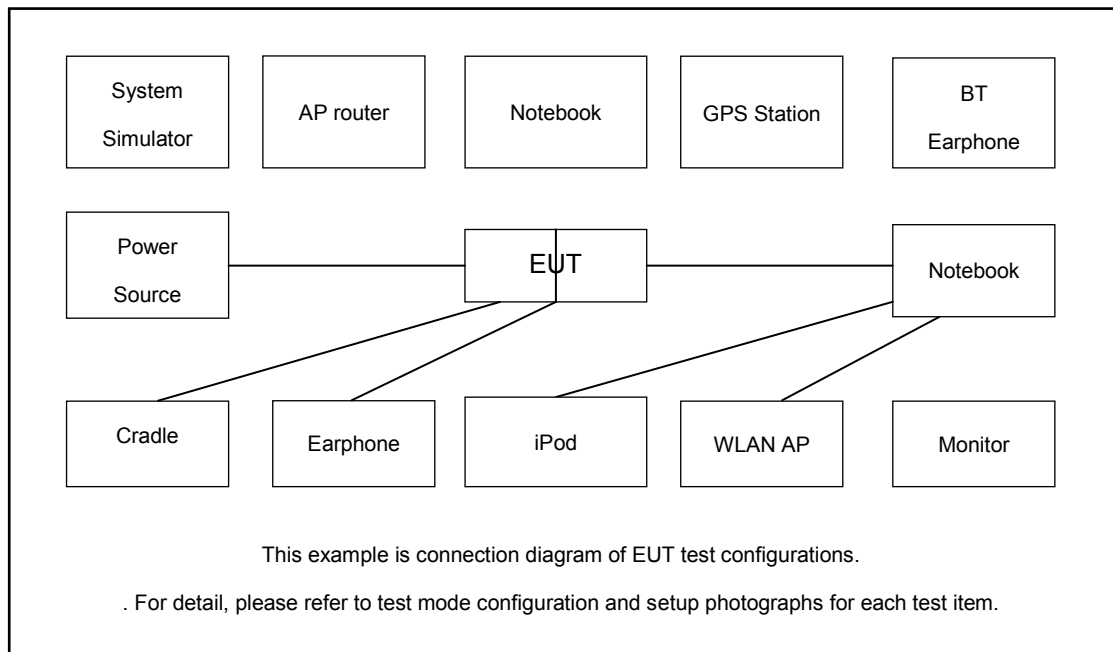 System
Simulator
AP router
Notebook
GPS Station
BT
Earphone
Power
Source
EUT
Notebook
Cradle
Earphone
iPod
WLAN AP
Monitor
This example is connection diagram of EUT test configurations.
. For detail, please refer to test mode configuration and setup photographs for each test item.